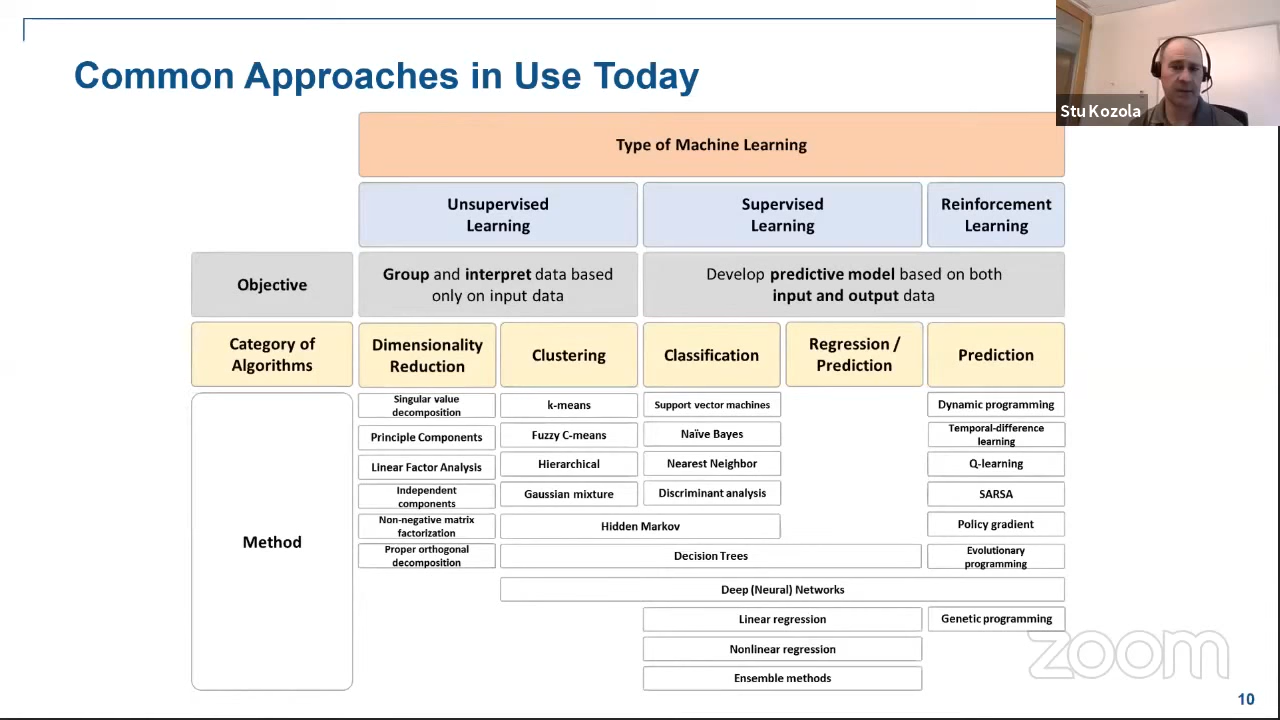 Common Approaches in Use Today
Stu Kozola
Type of Machine Learning
Unsupervised
Learning
Supervised
Learning
Reinforcement
Learning
Objective
Group and interpret data based
only on input data
Develop predictive model based on both
input and output data
Category of
Algorithms
Dimensionality
Reduction
Clustering
Classification
Regression /
Prediction
Prediction
Method
Singular value
decomposition
Principle Components
Linear Factor Analysis
Independent
components
Non-negative matrix
factorization
Proper orthogonal
decomposition
k-means
Fuzzy C-means
Hierarchical
Gaussian mixture
Support vector machines
Naïve Bayes
Nearest Neighbor
Discriminant analysis
Hidden Markov
Decision Trees
Deep (Neural) Networks
Linear regression
Nonlinear regression
Ensemble methods
Dynamic programming
Temporal-difference
learning
Q-learning
SARSA
Policy gradient
Evolutionary
programming
Genetic programming
zoom
10